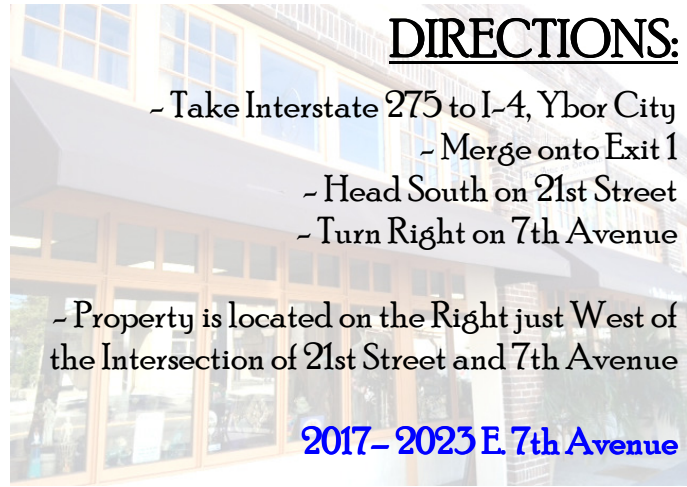 DIRECTIONS:
- Take Interstate 275 to I-4, Ybor City
- Merge onto Exit 1
- Head South on 21st Street
- Turn Right on 7th Avenue
- Property is located on the Right just West of
the Intersection of 21st Street and 7th Avenue
2017- 2023 E. 7th Avenue